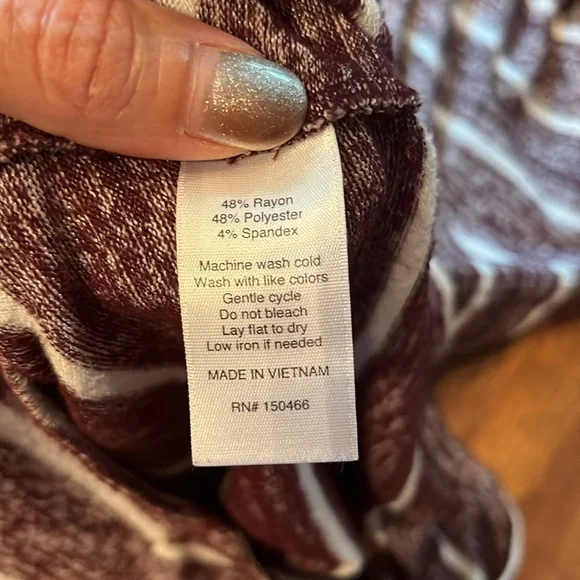 48% Rayon
48% Polyester
4% Spandex
Machine wash cold
Wash with like colors
Gentle cycle
Do not bleach
Lay flat to dry
Low iron if needed
MADE IN VIETNAM
RN# 150466